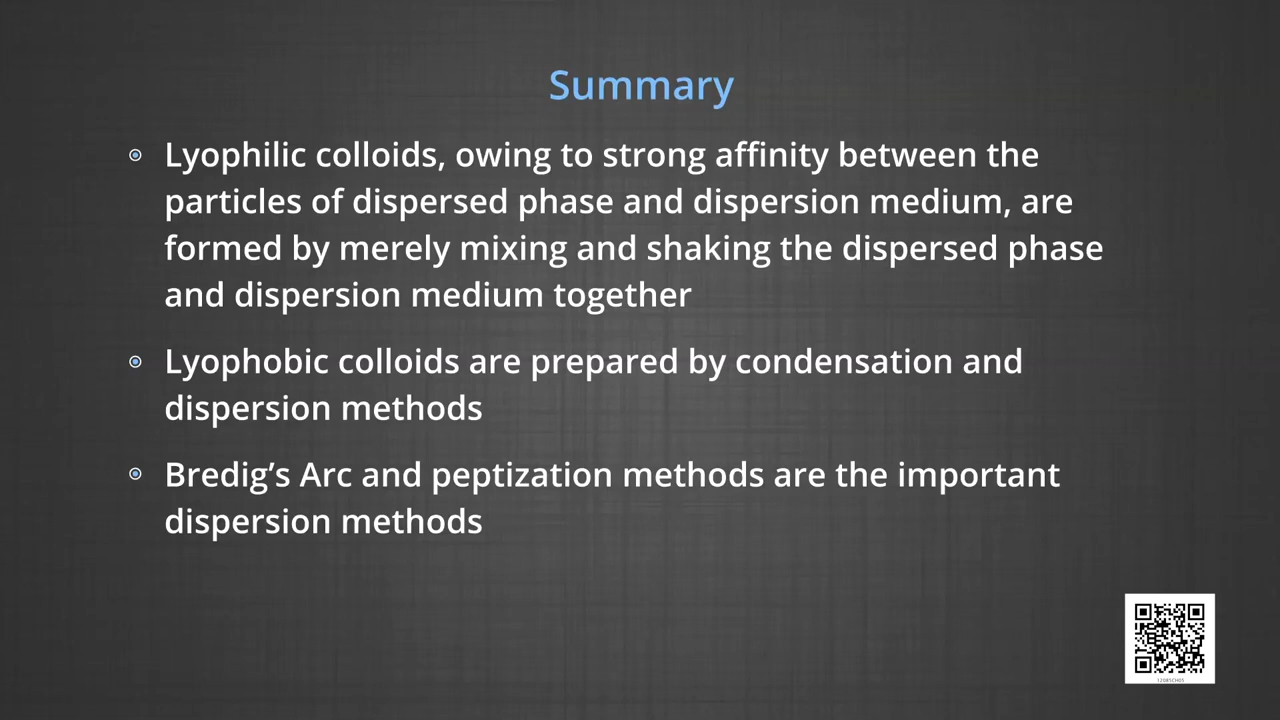 Summary
Lyophilic colloids, owing to strong affinity between the
particles of dispersed phase and dispersion medium, are
formed by merely mixing and shaking the dispersed phase
and dispersion medium together
Lyophobic colloids are prepared by condensation and
dispersion methods
Bredig’s Arc and peptization methods are the important
dispersion methods
12085CH05